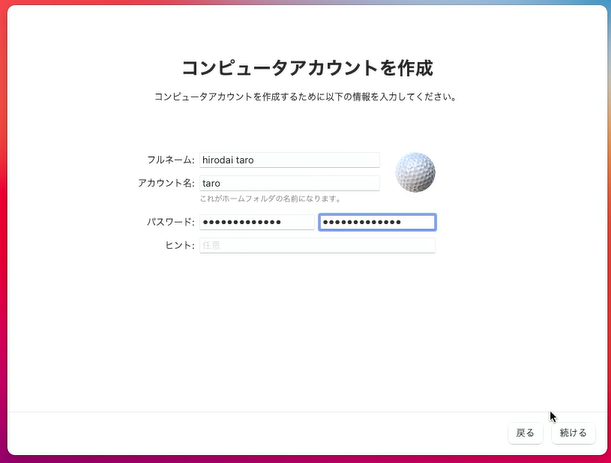 コンピュータアカウントを作成
コンピュータアカウントを作成するために以下の情報を入力してください。
フルネーム: hirodai taro
アカウント名: taro
これがホームフォルダの名前になります。
パスワード: ●●●●●●●●●●●●● ●●●●●●●●●●●●●
ヒント: 任意
戻る 続ける